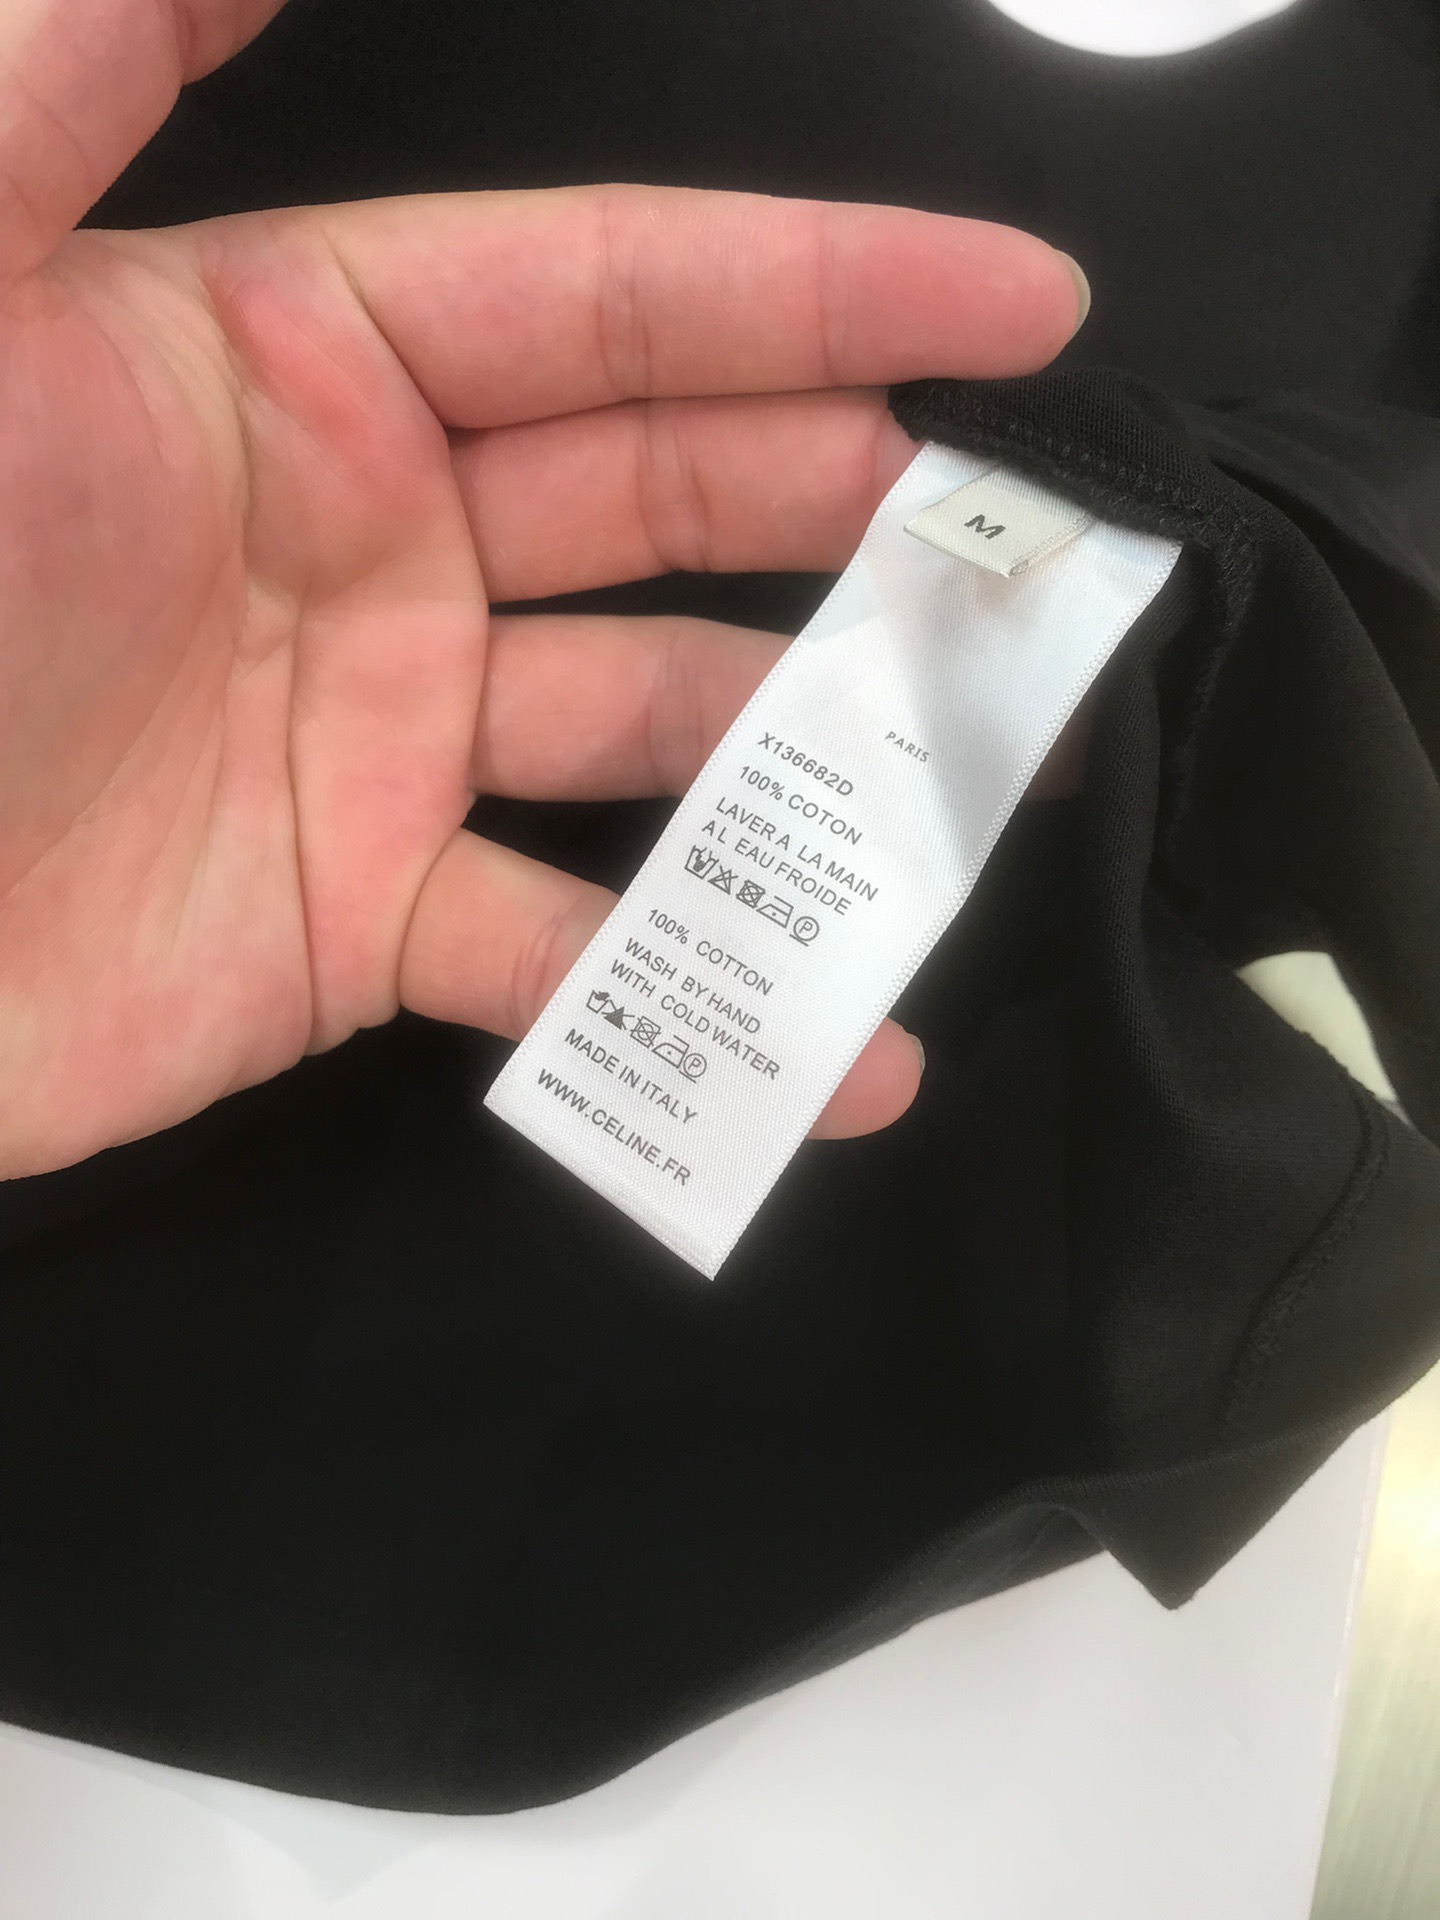 M
PARIS
X136682D
100% COTON
LAVER A LA MAIN
A L EAU FROIDE
P
100% COTTON
WASH BY HAND
WITH COLD WATER
P
MADE IN ITALY
WWW.CELINE.FR